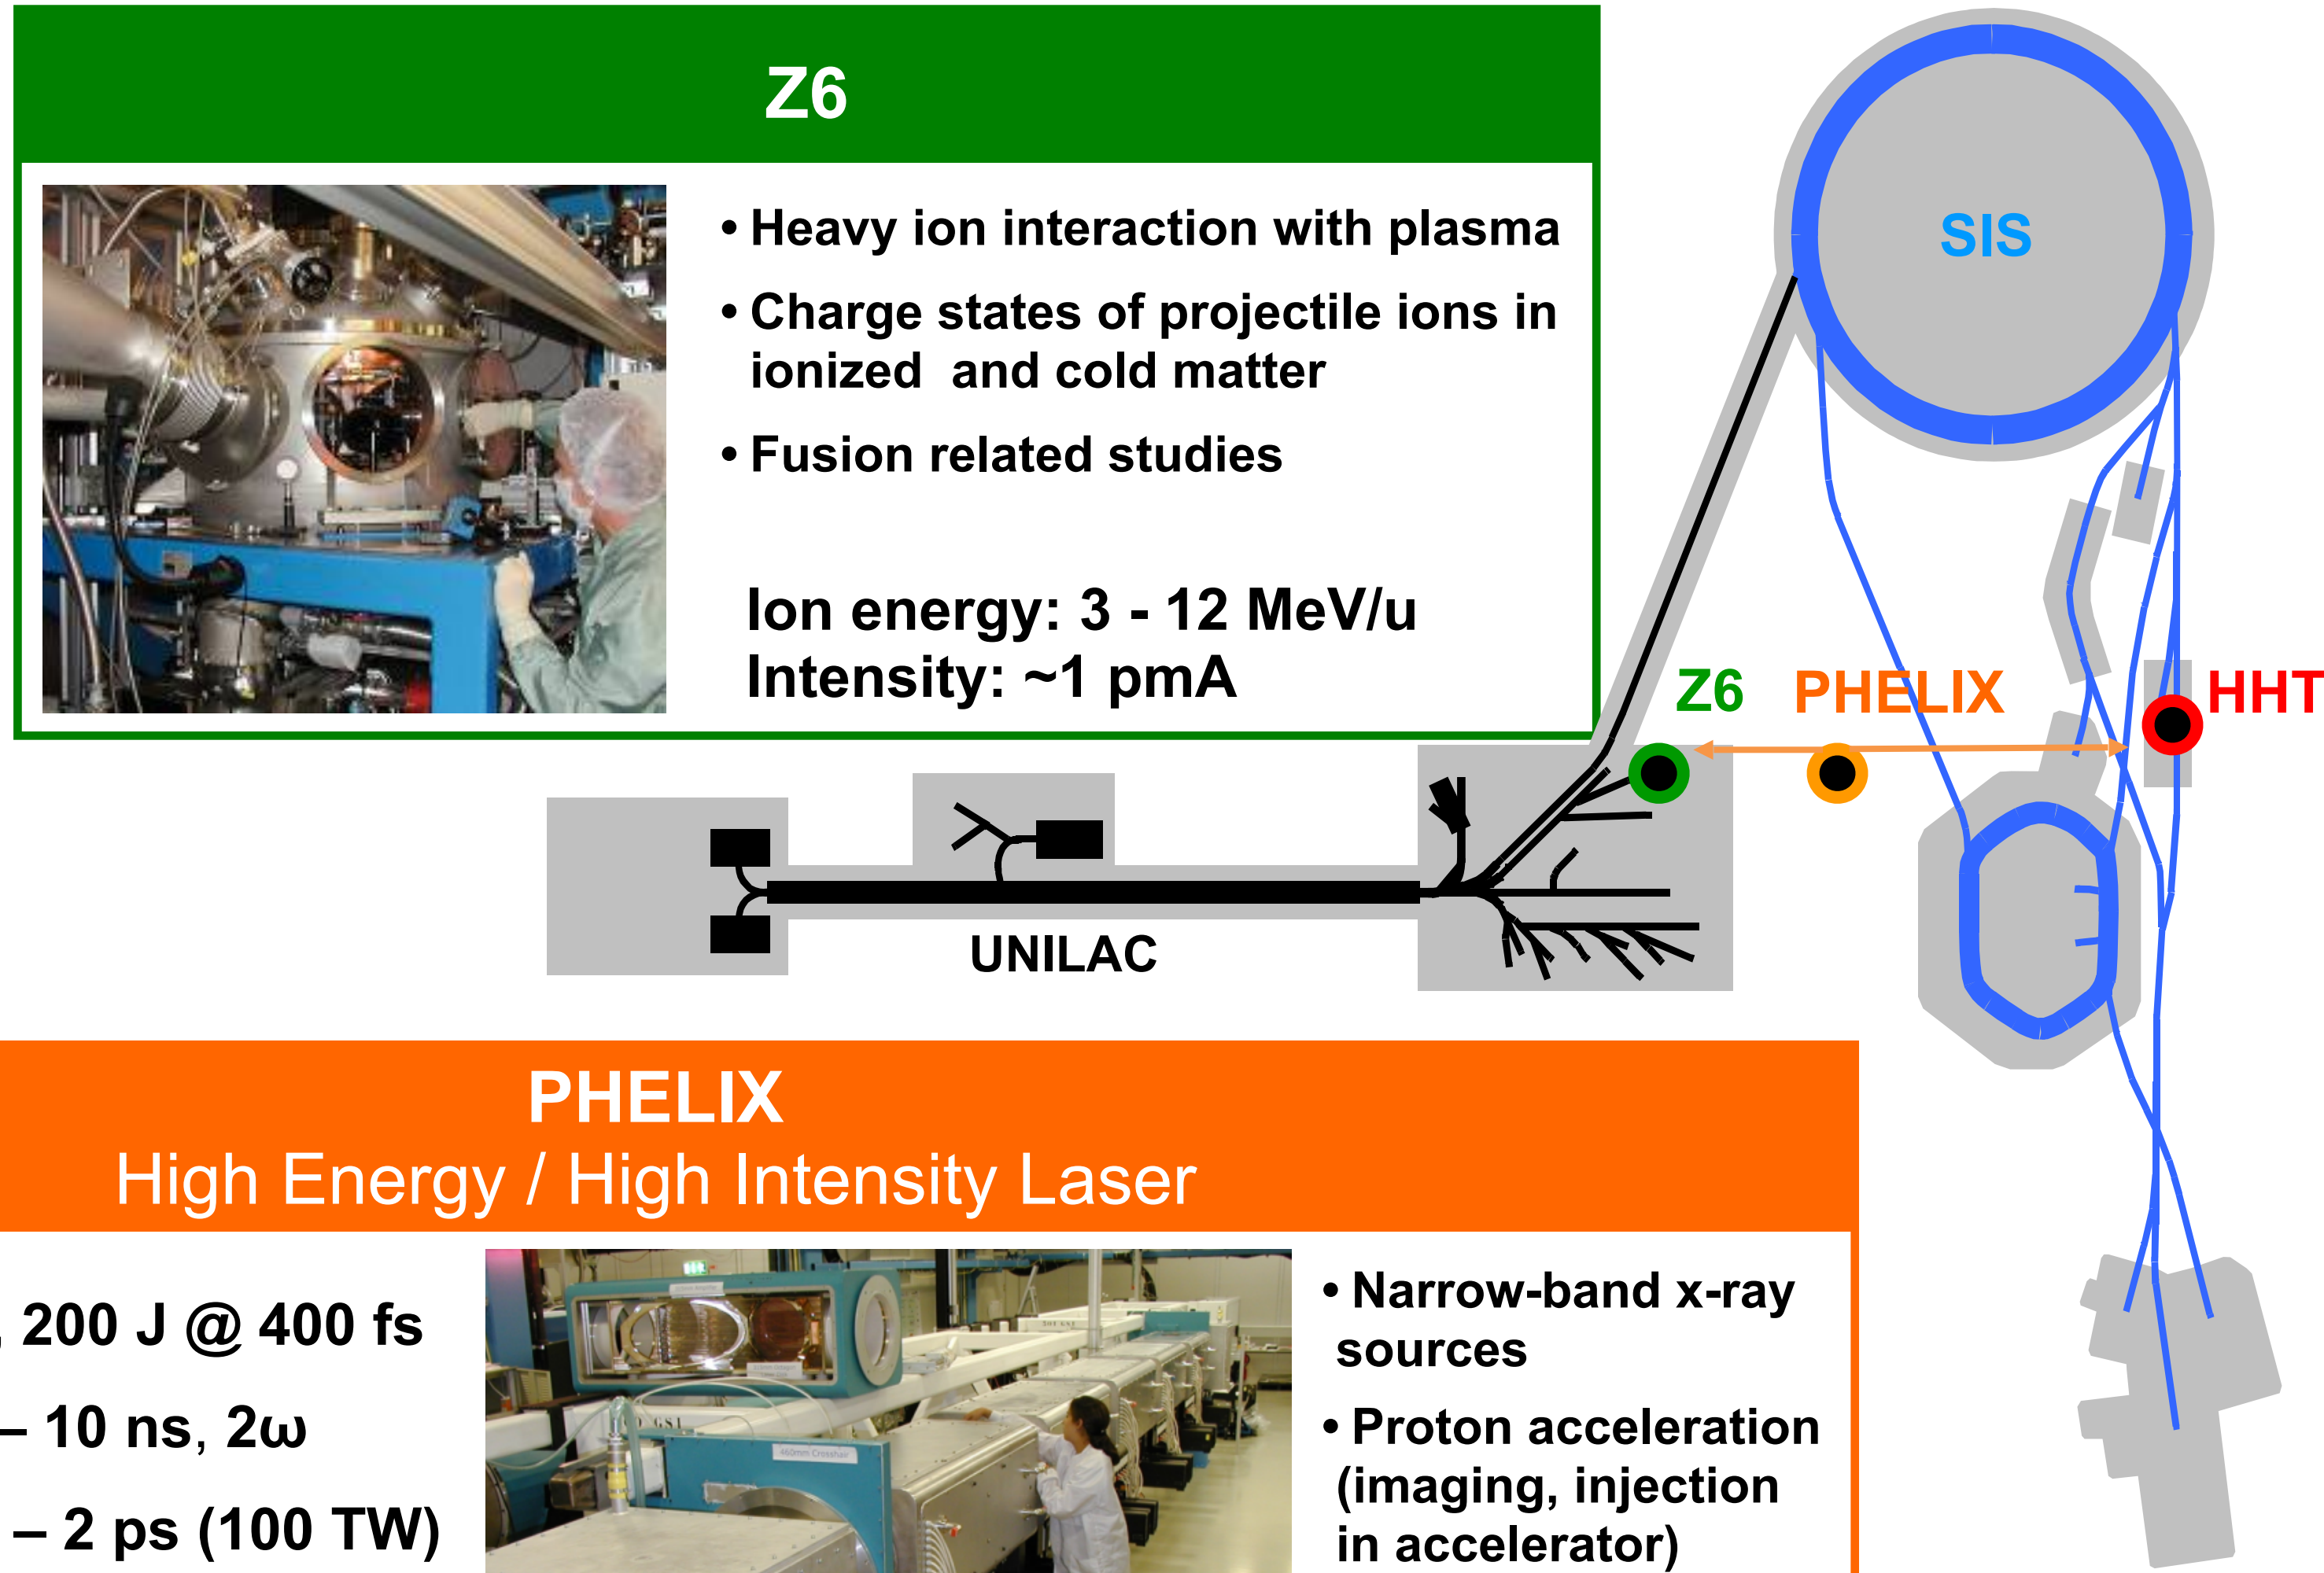 Z6
• Heavy ion interaction with plasma
• Charge states of projectile ions in
ionized and cold matter
• Fusion related studies
Ion energy: 3 - 12 MeV/u
Intensity: ~1 pmA
SIS
Z6
PHELIX
HHT
UNILAC
PHELIX
High Energy / High Intensity Laser
, 200 J @ 400 fs
– 10 ns, 2ω
– 2 ps (100 TW)
460mm Crosshair
• Narrow-band x-ray
sources
• Proton acceleration
(imaging, injection
in accelerator)